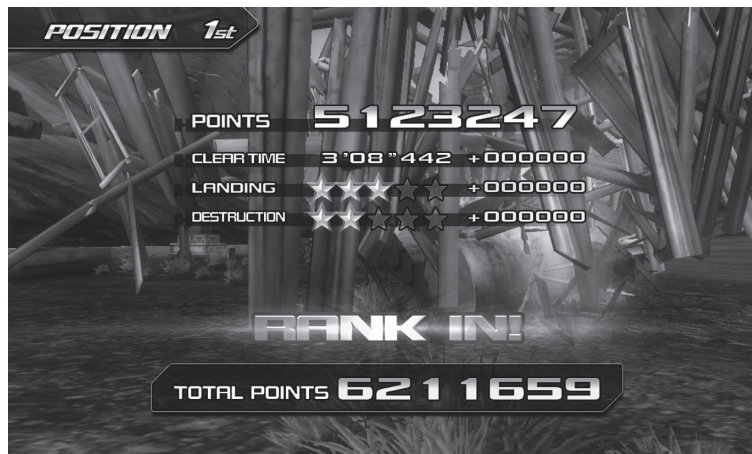 POSITION 1st
POINTS 5123247
CLEAR TIME 3'08"442 +000000
LANDING +000000
DESTRUCTION +000000
RANK IN!
TOTAL POINTS 6211659